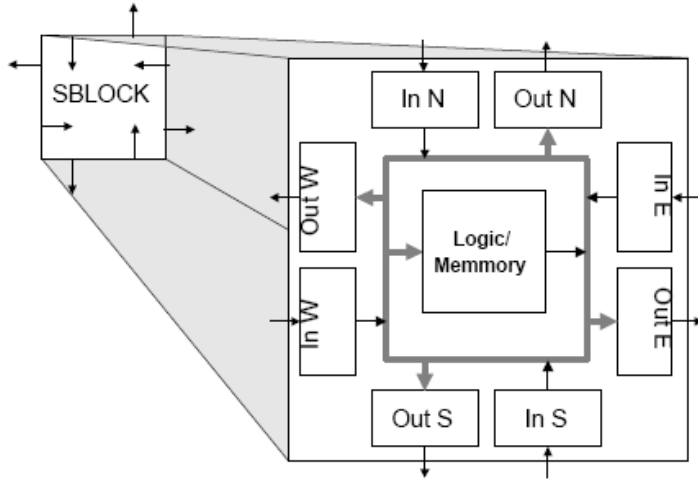 SBLOCK
In N
Out N
Out W
In E
Logic/
Memmory
In W
Out E
Out S
In S